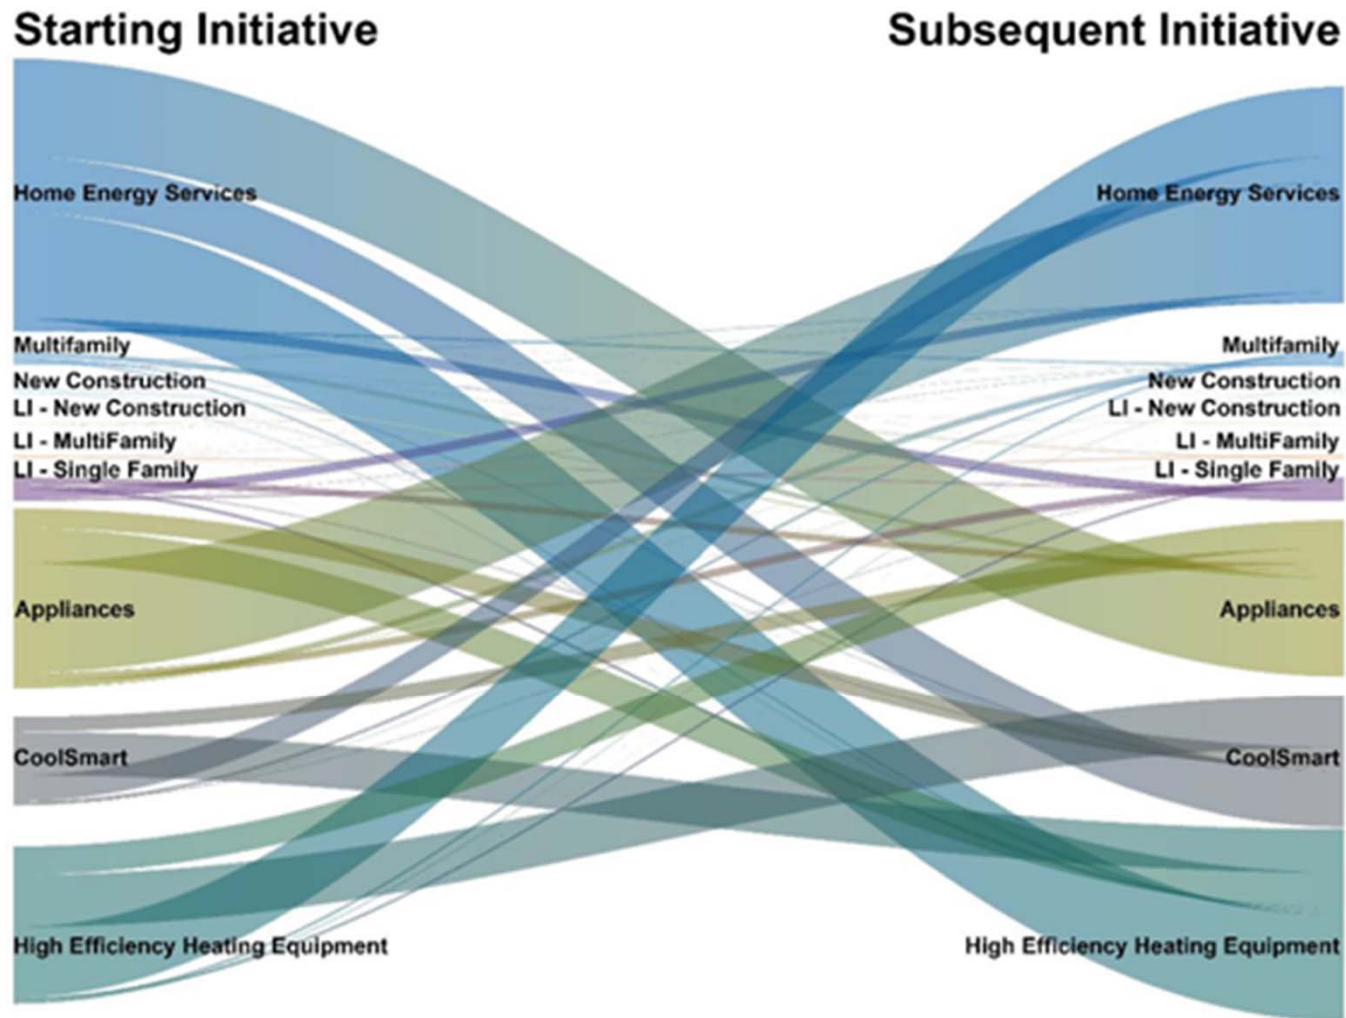 Starting Initiative
Subsequent Initiative
Home Energy Services
Home Energy Services
Multifamily
Multifamily
New Construction
New Construction
LI - New Construction
LI - New Construction
LI - MultiFamily
LI - MultiFamily
LI - Single Family
LI - Single Family
Appliances
Appliances
CoolSmart
CoolSmart
High Efficiency Heating Equipment
High Efficiency Heating Equipment